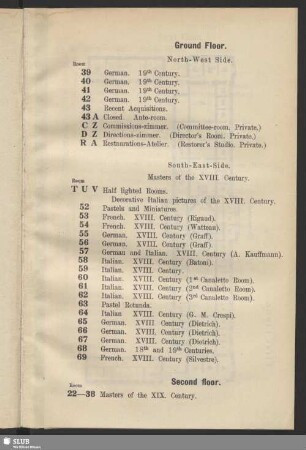 Ground Floor.
North-West Side.
Room
39 German. 19th Century.
40 German. 19th Century.
41 German. 19th Century.
42 German. 19th Century.
43 Recent Acquisitions.
43 A Closed Ante-room.
C Z Commissions-zimmer. (Committee-room. Private.)
D Z Directions-zimmer. (Director's Room. Private.)
R A Restaurations-Atelier. (Restorer's Studio. Private.)
South-East-Side.
Masters of the XVIII. Century.
Room
T U V Half lighted Rooms.
Decorative Italian pictures of the XVIII. Century.
52 Pastels and Miniatures.
53 French. XVIII. Century (Rigaud).
54 French. XVIII. Century (Watteau).
55 German. XVIII. Century (Graff).
56 German. XVIII. Century (Graff).
57 German and Italian. XVIII. Century (A. Kauffmann).
58 Italian. XVIII. Century (Batoni).
59 Italian. XVIII. Century.
60 Italian. XVIII. Century (1st Canaletto Room).
61 Italian. XVIII. Century (2nd Canaletto Room).
62 Italian. XVIII. Century (3rd Canaletto Room).
63 Pastel Rotunda.
64 Italian XVIII. Century (G. M. Crespi).
65 German. XVIII. Century (Dietrich).
66 German. XVIII. Century (Dietrich).
67 German. XVIII. Century (Dietrich).
68 German. 18th and 19th Centuries.
69 French. XVIII. Century (Silvestre).
Second floor.
Room
22—38 Masters of the XIX. Century.
SLUB